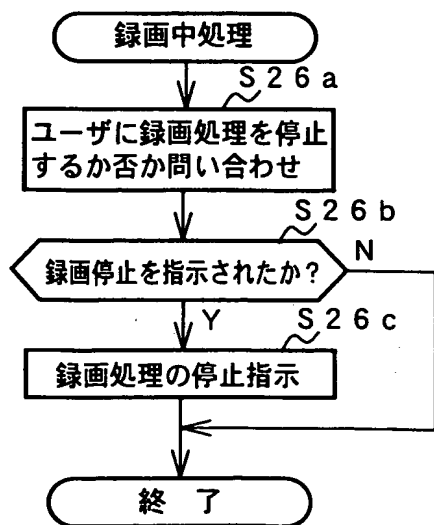 録画中処理
S26a
ユーザに録画処理を停止
するか否か問い合わせ
S26b
録画停止を指示されたか?
N
Y
S26c
録画処理の停止指示
終了